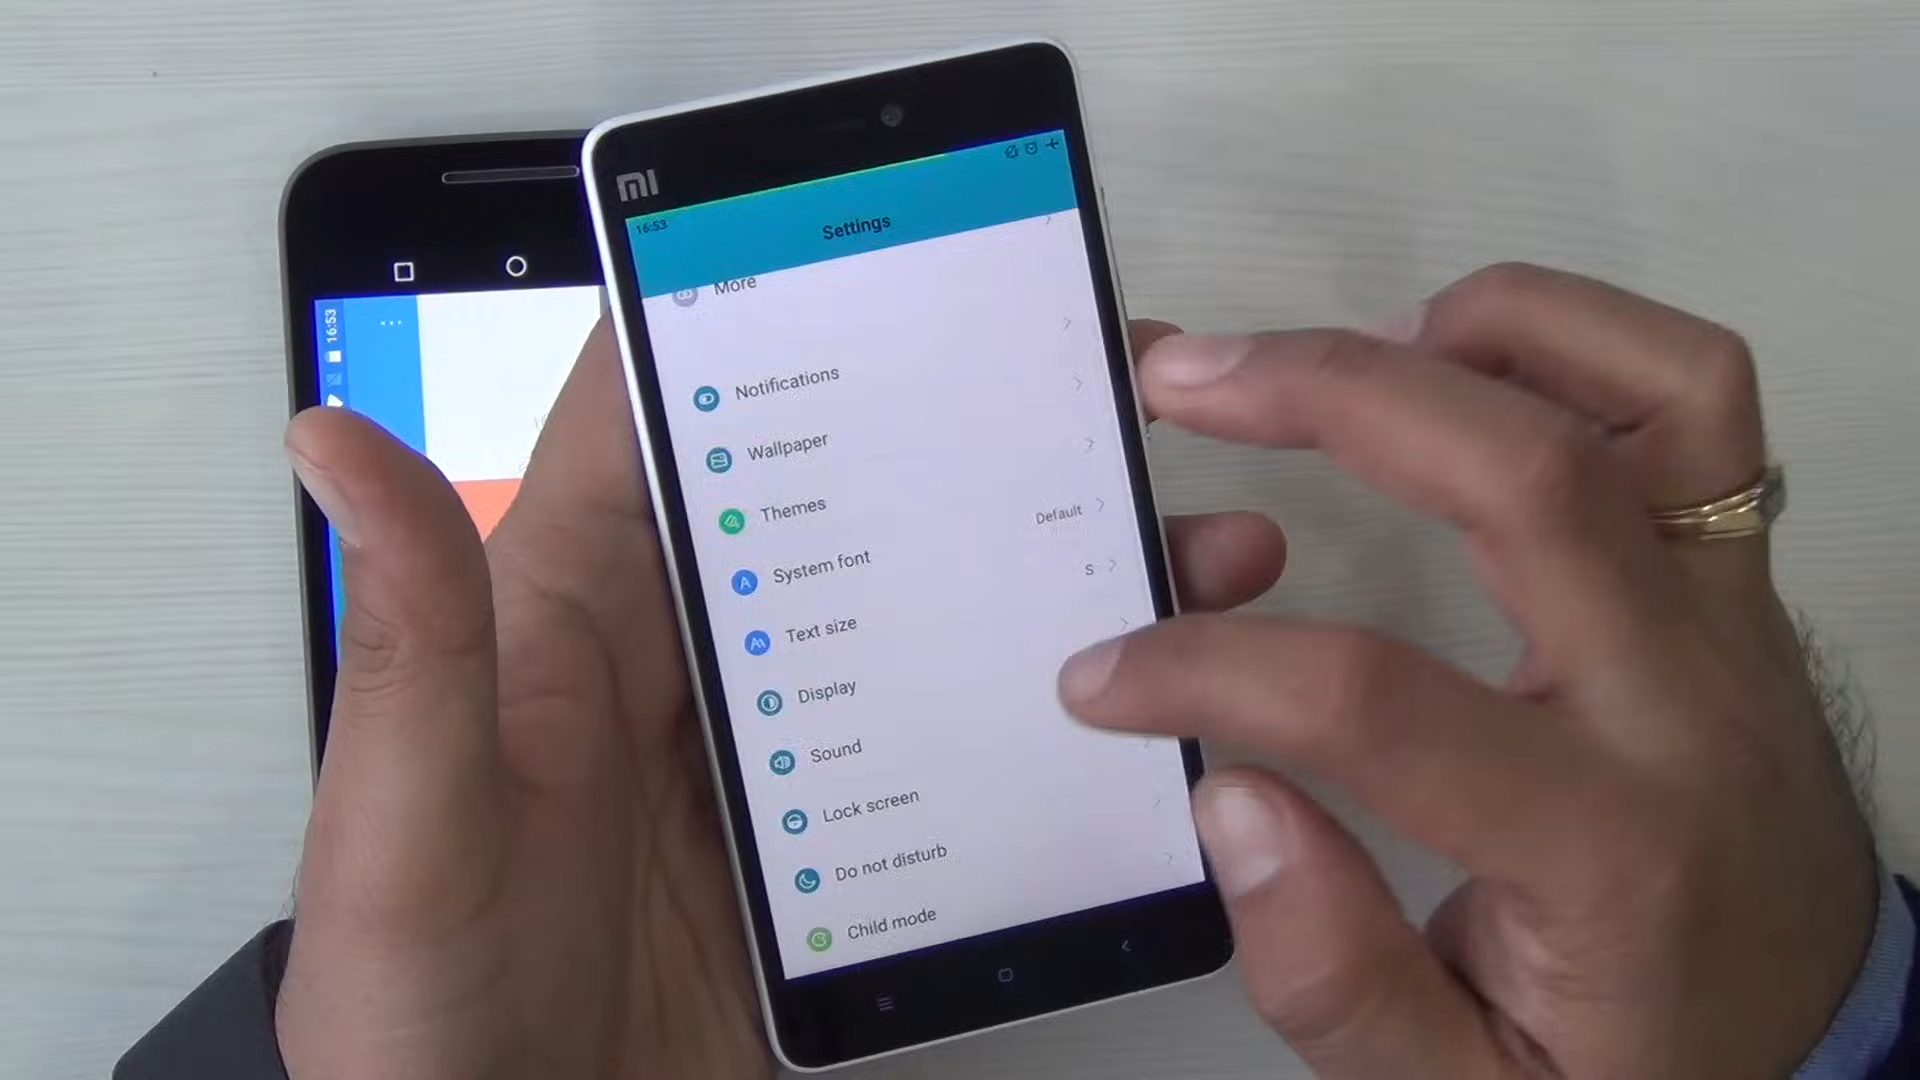 MI
16:53
Settings
More
Notifications
Wallpaper
Themes
System font Default
Text size S
Display
Sound
Lock screen
Do not disturb
Child mode
16:53